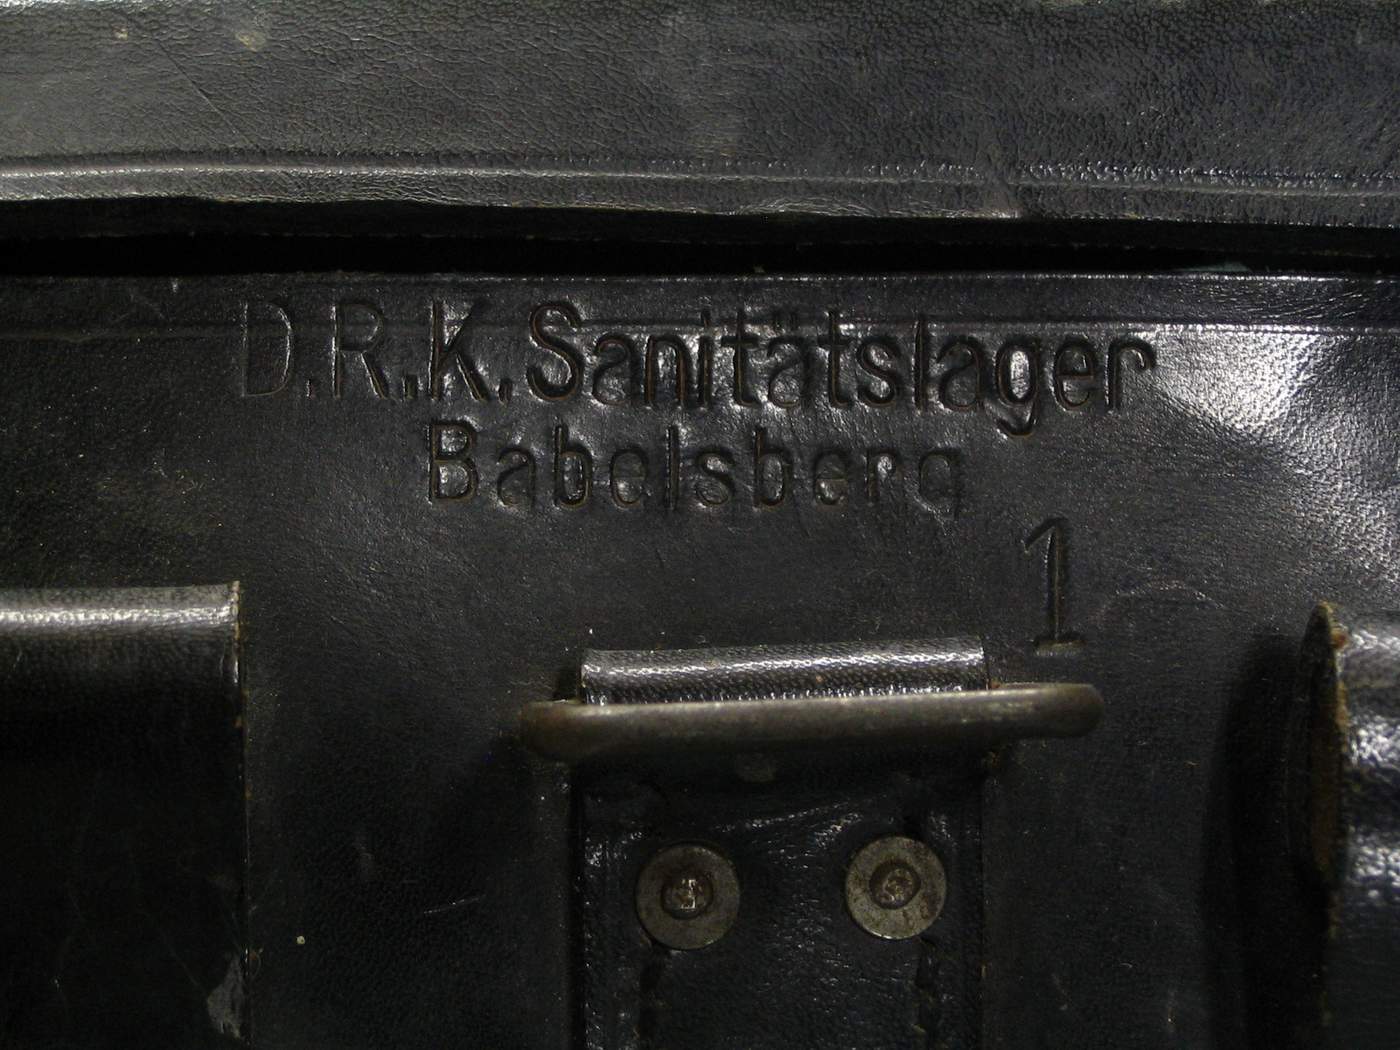 D.R.K. Sanitätslager
Babelsberg
1